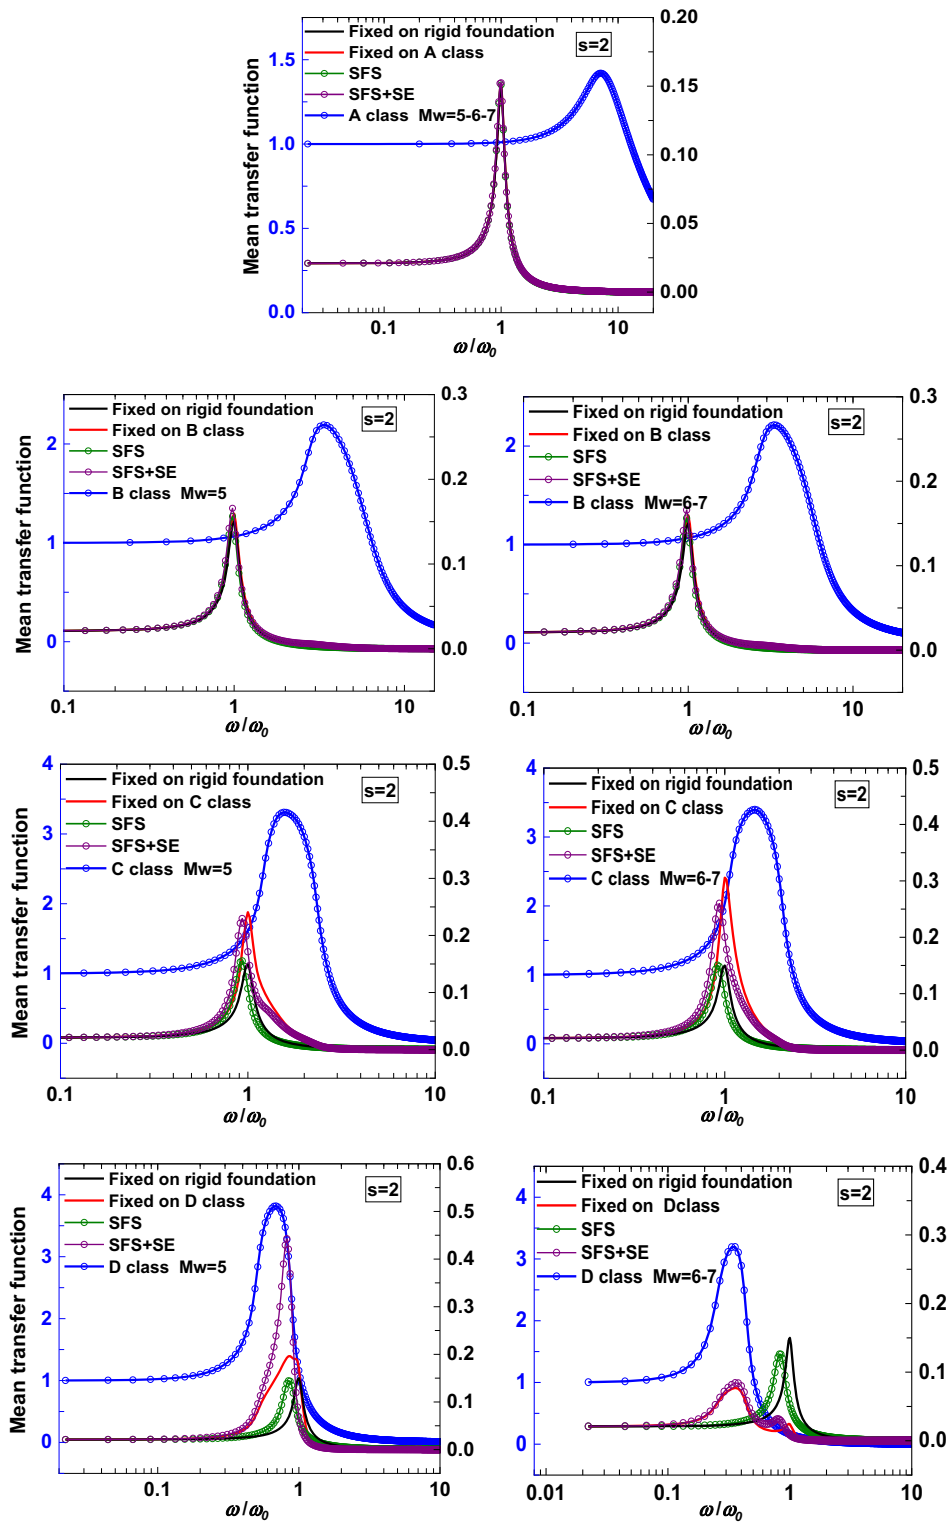 Fixed on rigid foundation
Fixed on A class
SFS
SFS+SE
A class Mw=5-6-7
s=2
Mean transfer function
1.5
1.0
0.5
0.0
0.20
0.15
0.10
0.05
0.00
0.1
1
10
ω/ω0
Fixed on rigid foundation
Fixed on B class
SFS
SFS+SE
B class Mw=5
s=2
Mean transfer function
2
1
0
0.3
0.2
0.1
0.0
0.1
1
10
ω/ω0
Fixed on rigid foundation
Fixed on B class
SFS
SFS+SE
B class Mw=6-7
s=2
2
1
0
0.3
0.2
0.1
0.0
0.1
1
10
ω/ω0
Fixed on rigid foundation
Fixed on C class
SFS
SFS+SE
C class Mw=5
s=2
Mean transfer function
4
3
2
1
0
0.5
0.4
0.3
0.2
0.1
0.0
0.1
1
10
ω/ω0
Fixed on rigid foundation
Fixed on C class
SFS
SFS+SE
C class Mw=6-7
s=2
4
3
2
1
0
0.5
0.4
0.3
0.2
0.1
0.0
0.1
1
10
ω/ω0
Fixed on rigid foundation
Fixed on D class
SFS
SFS+SE
D class Mw=5
s=2
Mean transfer function
4
3
2
1
0
0.6
0.5
0.4
0.3
0.2
0.1
0.0
0.1
1
10
ω/ω0
Fixed on rigid foundation
Fixed on Dclass
SFS
SFS+SE
D class Mw=6-7
s=2
4
3
2
1
0
0.4
0.3
0.2
0.1
0.0
0.01
0.1
1
10
ω/ω0